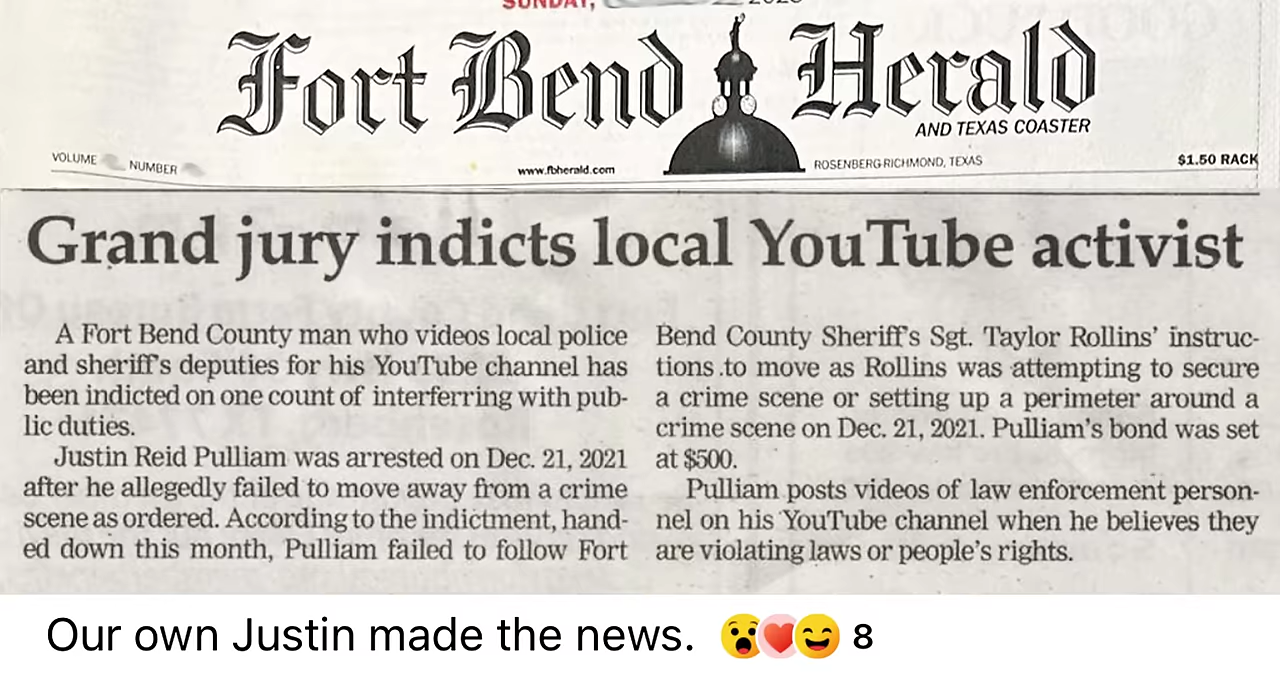 SUNDAY,
Fort Bend Herald
AND TEXAS COASTER
VOLUME NUMBER
www.fbherald.com
ROSENBERG RICHMOND, TEXAS
$1.50 RACK
Grand jury indicts local YouTube activist
A Fort Bend County man who videos local police
and sheriff's deputies for his YouTube channel has
been indicted on one count of interferring with pub-
lic duties.
Justin Reid Pulliam was arrested on Dec. 21, 2021
after he allegedly failed to move away from a crime
scene as ordered. According to the indictment, hand-
ed down this month, Pulliam failed to follow Fort
Bend County Sheriff's Sgt. Taylor Rollins' instruc-
tions to move as Rollins was attempting to secure
a crime scene or setting up a perimeter around a
crime scene on Dec. 21, 2021. Pulliam's bond was set
at $500.
Pulliam posts videos of law enforcement person-
nel on his YouTube channel when he believes they
are violating laws or people's rights.
Our own Justin made the news. 😮❤️😄 8